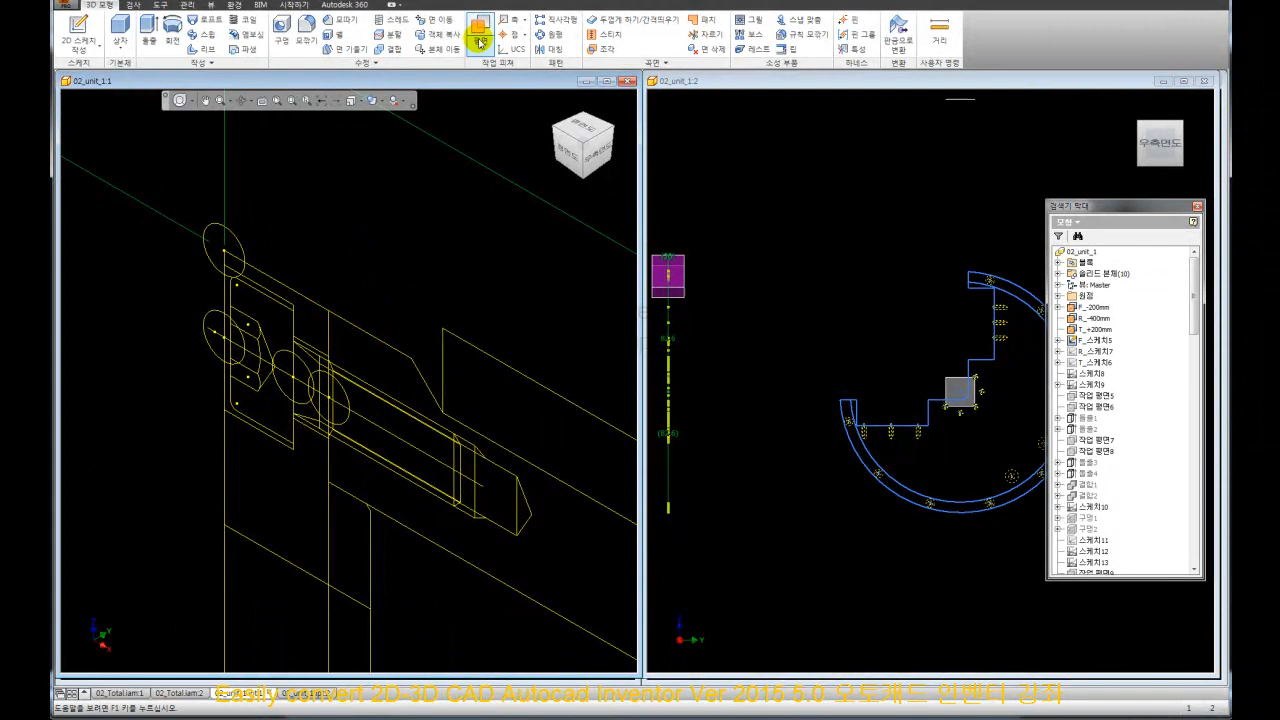 3D 모형 검사 도구 관리 뷰 환경 BIM 시작하기 Autodesk 360
2D 스케치 작성
상자
돌출
회전
로프트
스윕
리브
코일
엠보싱
파생
구멍
모깎기
모따기
쉘
면 기울기
스레드
분할
결합
면 이동
객체 복사
본체 이동
평면
축
점
UCS
직사각형
원형
대칭
두껍게 하기/간격띄우기
스티치
조각
패치
자르기
면 삭제
그릴
보스
레스트
스냅 맞춤
규칙 모깎기
립
핀
핀 그룹
특성
판금으로 변환
거리
스케치
기본체
작성
수정
작업 피쳐
패턴
곡면
소성 부품
하네스
변환
사용자 명령
02_unit_1:1
02_unit_1:2
우측면도
우측면도
검색기 막대
모형
02_unit_1
블록
솔리드 본체(10)
뷰: Master
원점
F_-200mm
R_-400mm
T_+200mm
F_스케치5
R_스케치7
T_스케치6
스케치8
스케치9
작업 평면5
작업 평면6
돌출1
돌출2
작업 평면7
작업 평면8
돌출3
돌출4
결합1
결합2
스케치10
구멍1
구멍2
스케치11
스케치12
스케치13
작업 평면9
Z
Y
X
Z
Y
02_Total.iam:1
02_Total.iam:2
Easily convert 2D-3D CAD Autocad Inventor Ver 2015 5.0 오토캐드 인벤터 강좌
도움말을 보려면 F1 키를 누르십시오.
1 2